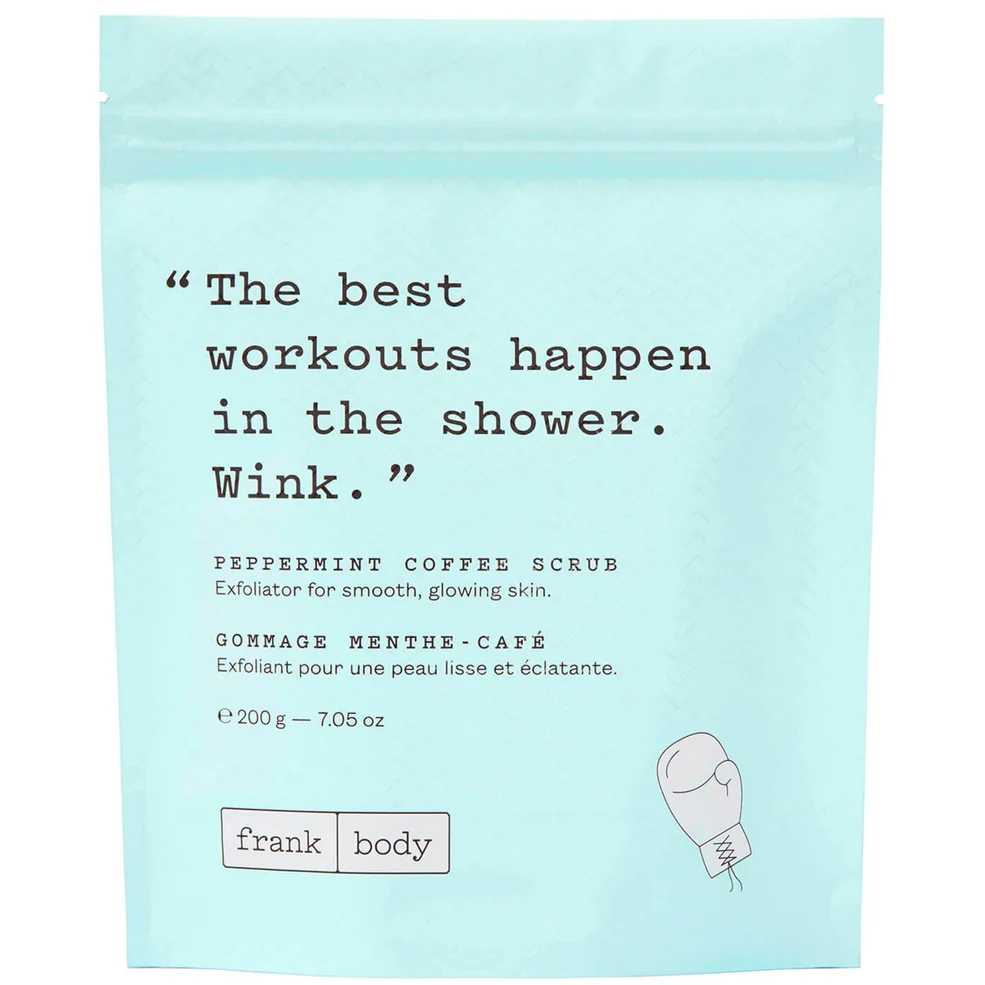 “The best
workouts happen
in the shower.
Wink.”
PEPPERMINT COFFEE SCRUB
Exfoliator for smooth, glowing skin.
GOMMAGE MENTHE-CAFÉ
Exfoliant pour une peau lisse et éclatante.
℮ 200 g — 7.05 oz
frank body